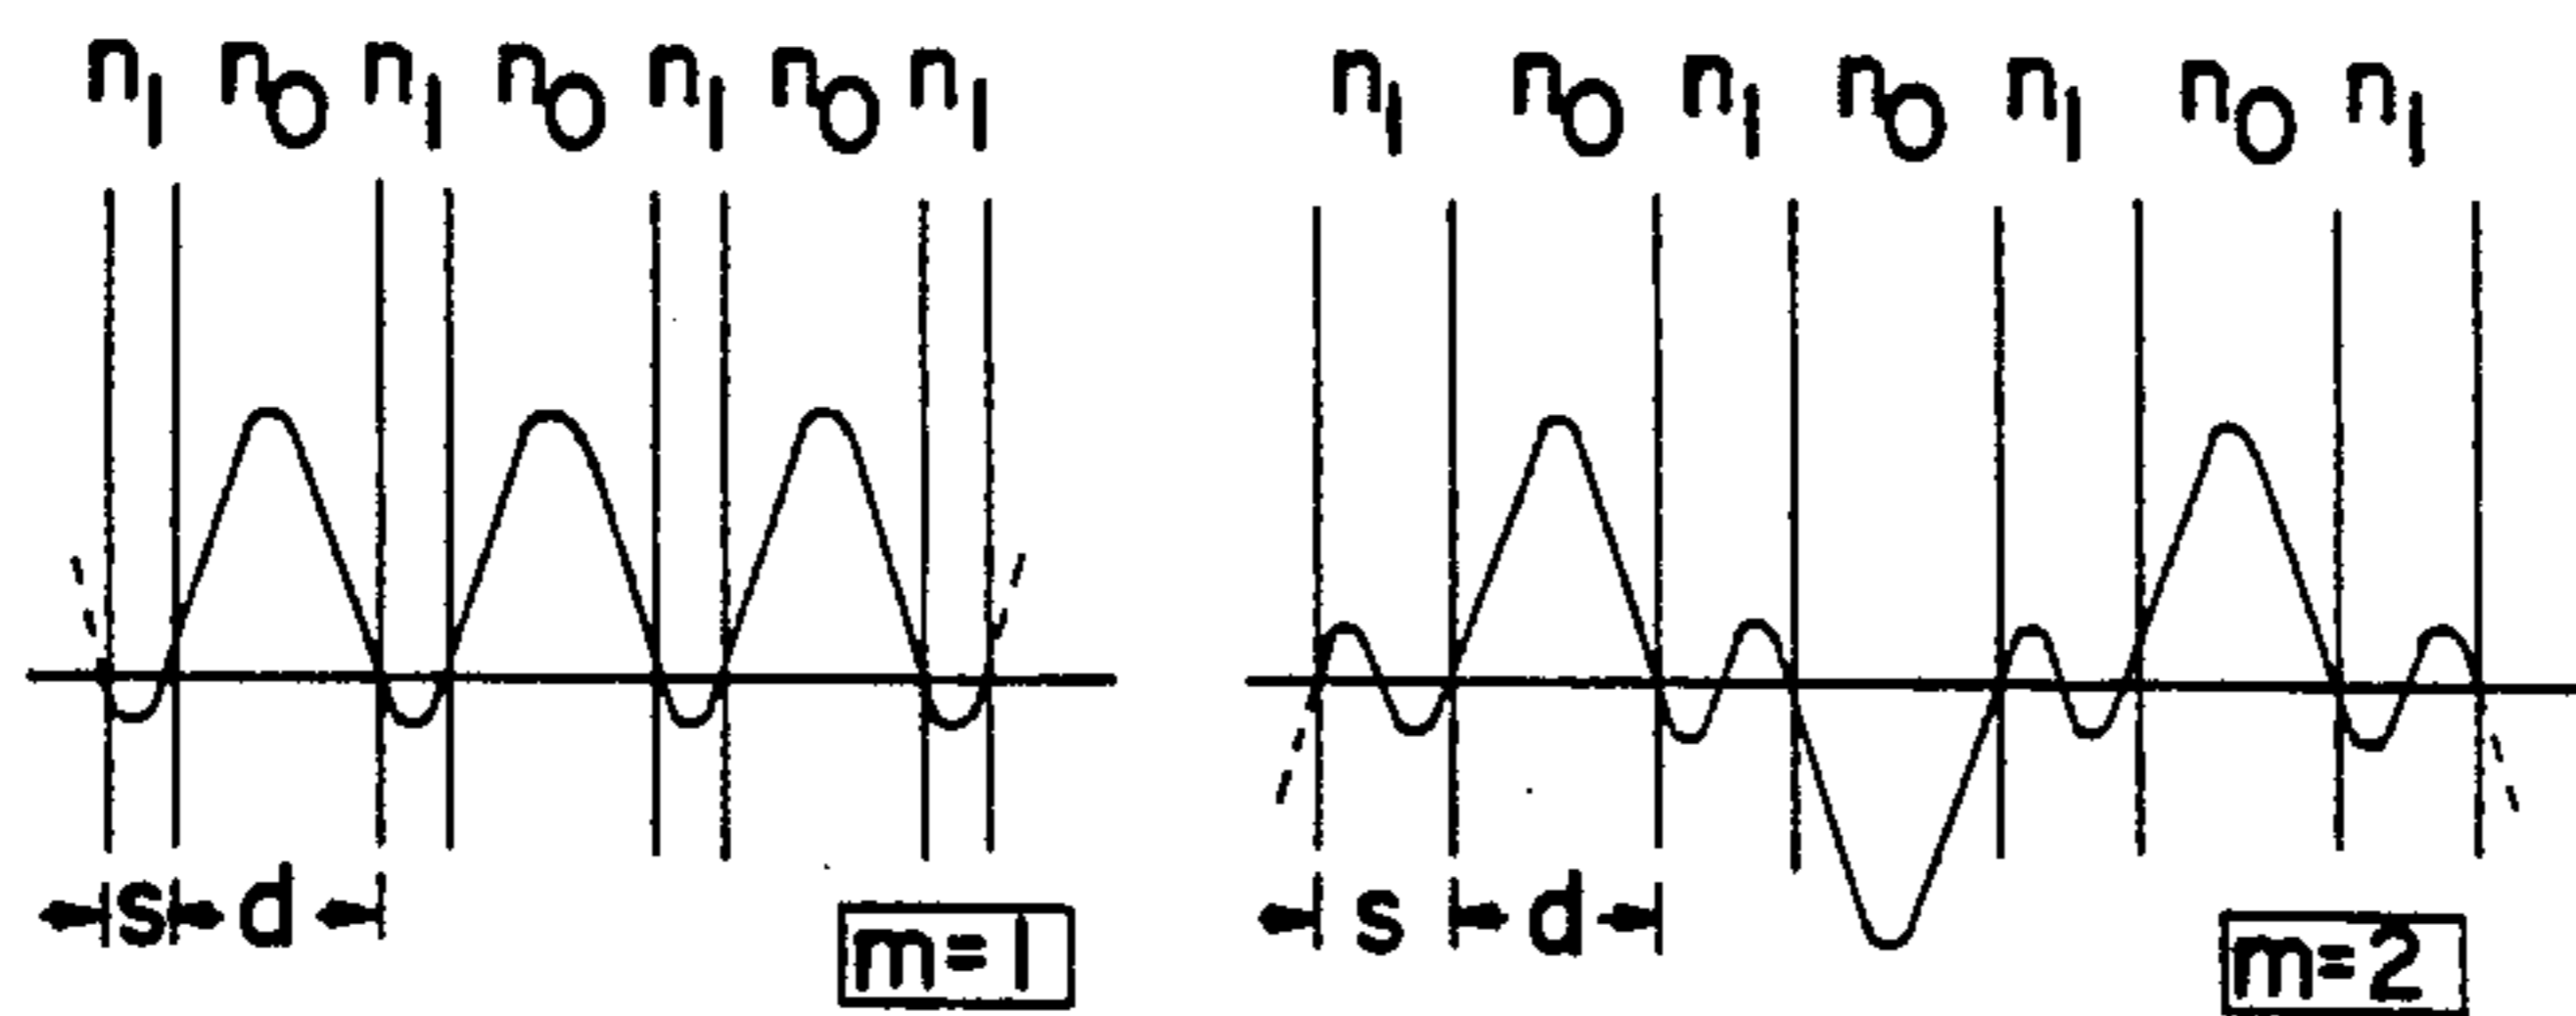 n₁ n₀ n₁ n₀ n₁ n₀ n₁
n₁ n₀ n₁ n₀ n₁ n₀ n₁
s d
m=1
s d
m=2